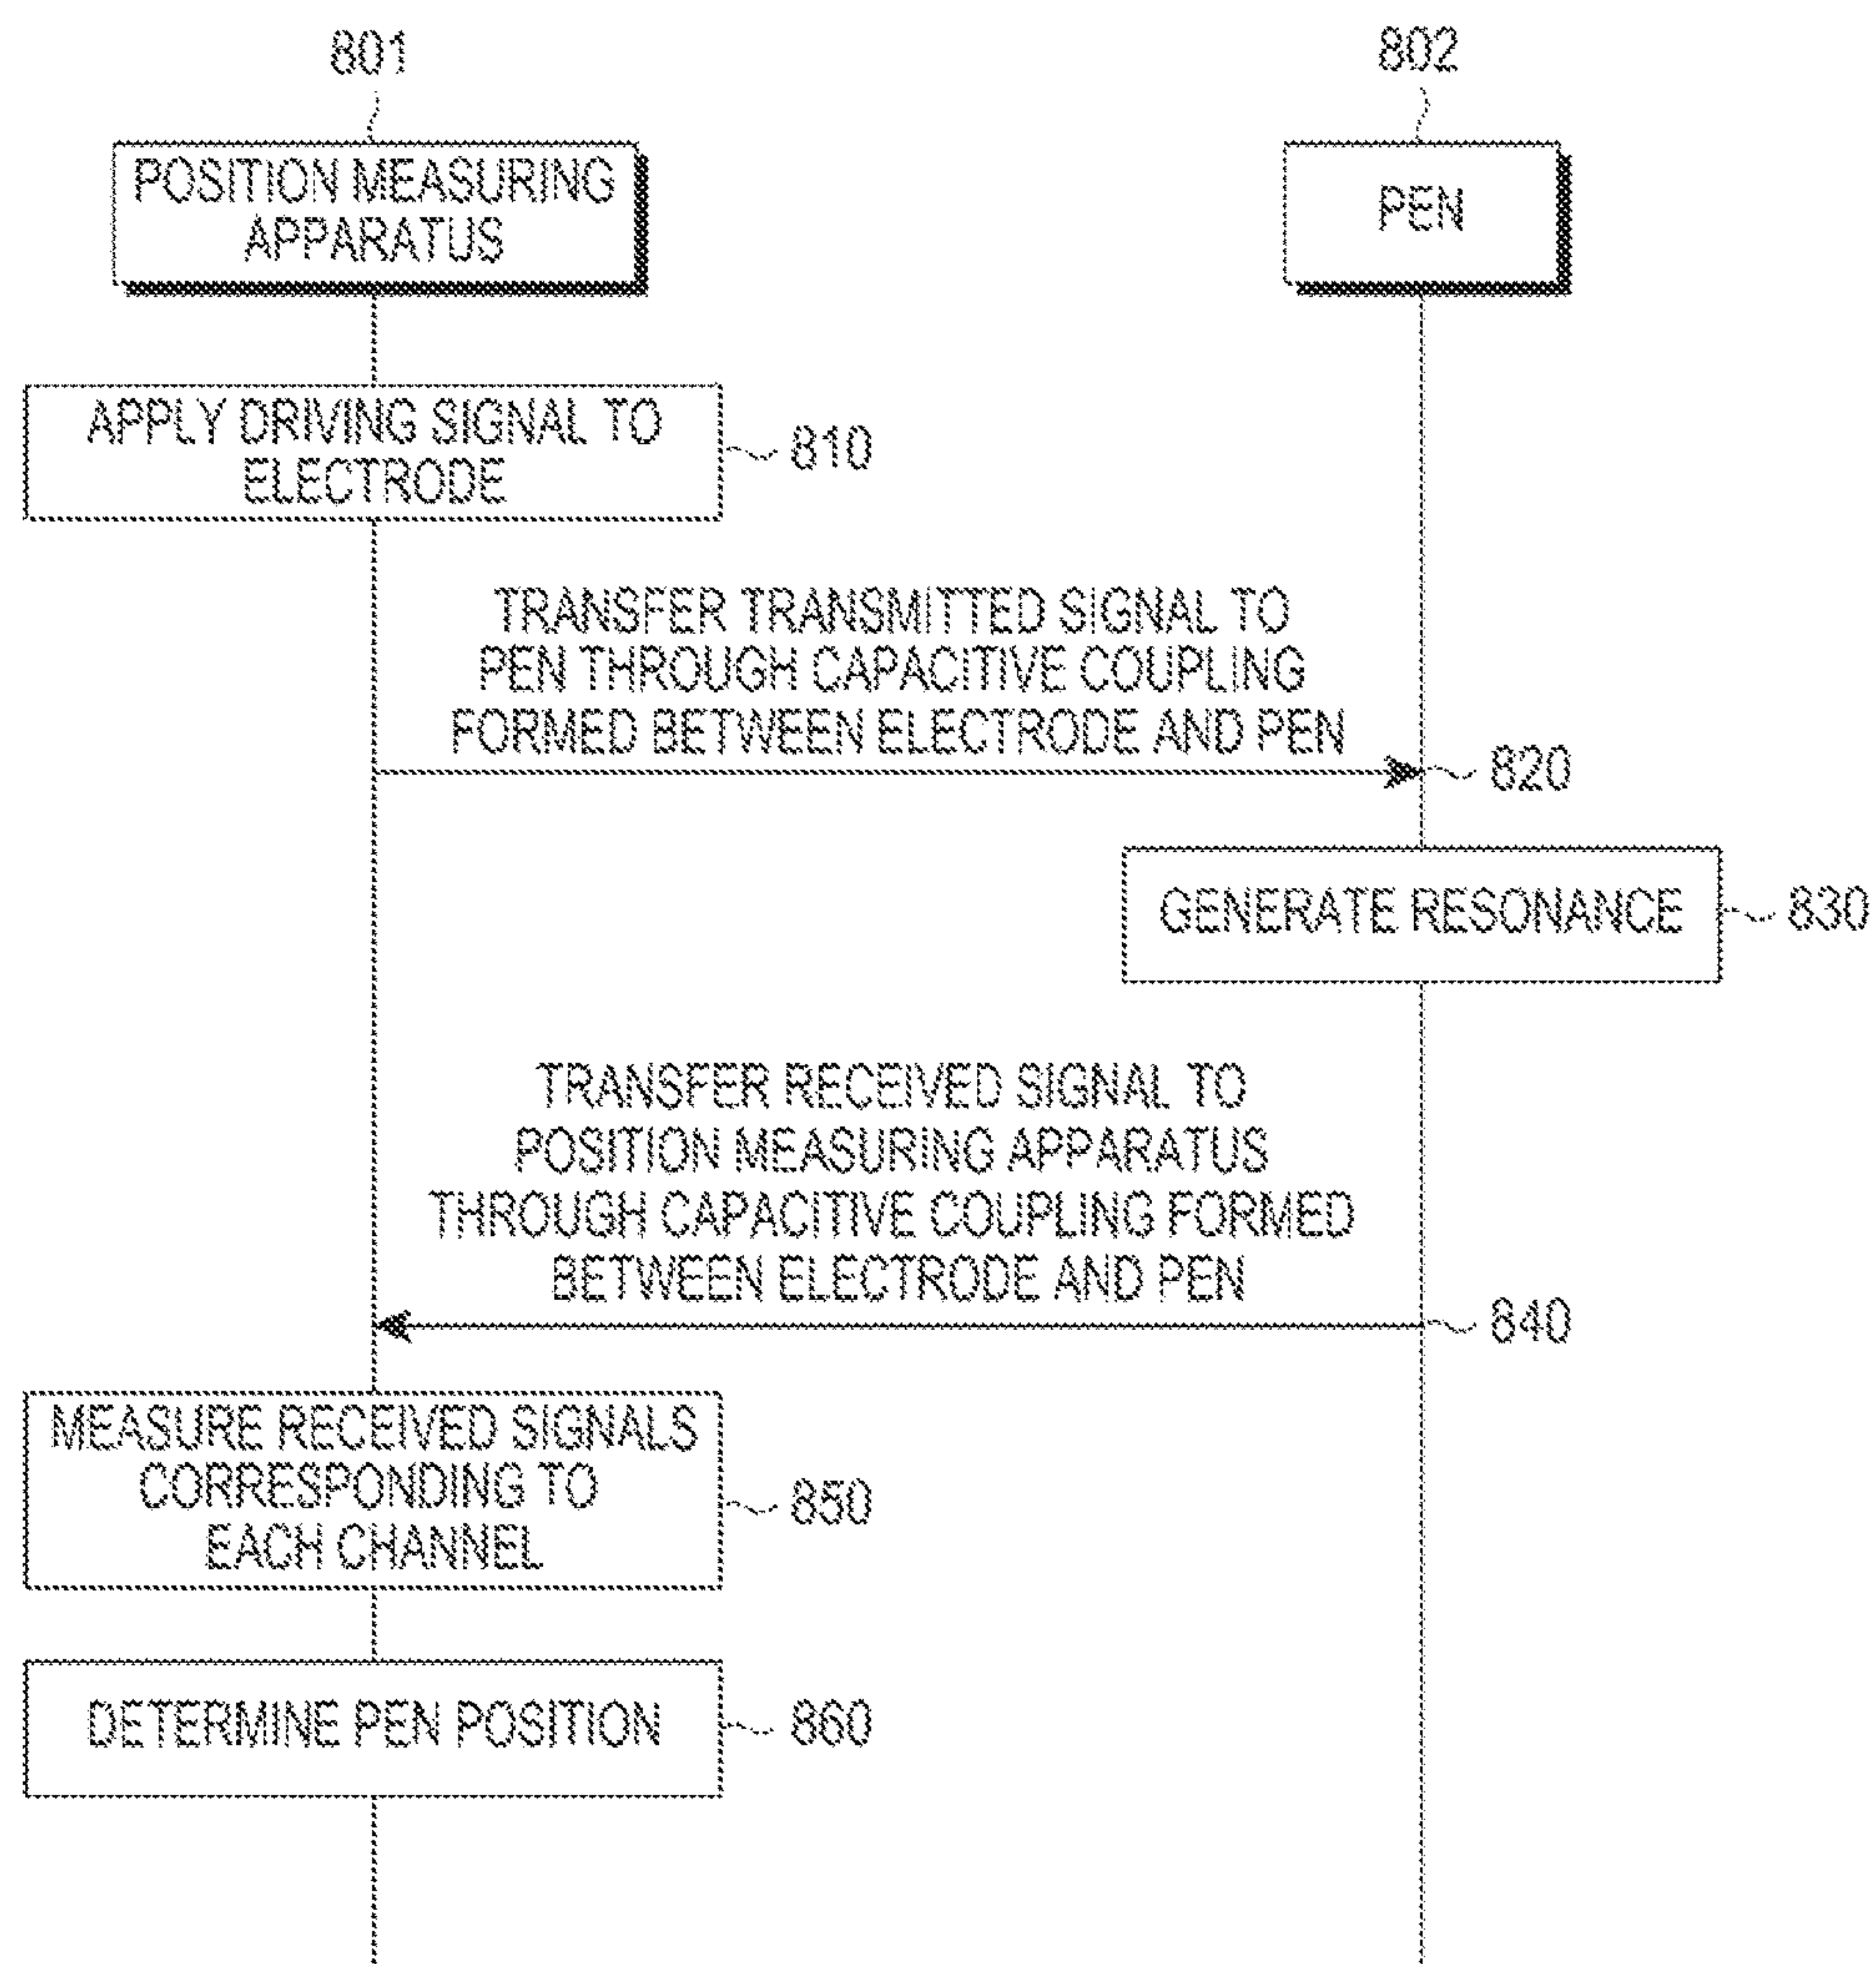 801
802
POSITION MEASURING
APPARATUS
PEN
APPLY DRIVING SIGNAL TO
ELECTRODE
810
TRANSFER TRANSMITTED SIGNAL TO
PEN THROUGH CAPACITIVE COUPLING
FORMED BETWEEN ELECTRODE AND PEN
820
GENERATE RESONANCE
830
TRANSFER RECEIVED SIGNAL TO
POSITION MEASURING APPARATUS
THROUGH CAPACITIVE COUPLING FORMED
BETWEEN ELECTRODE AND PEN
840
MEASURE RECEIVED SIGNALS
CORRESPONDING TO
EACH CHANNEL
850
DETERMINE PEN POSITION
860